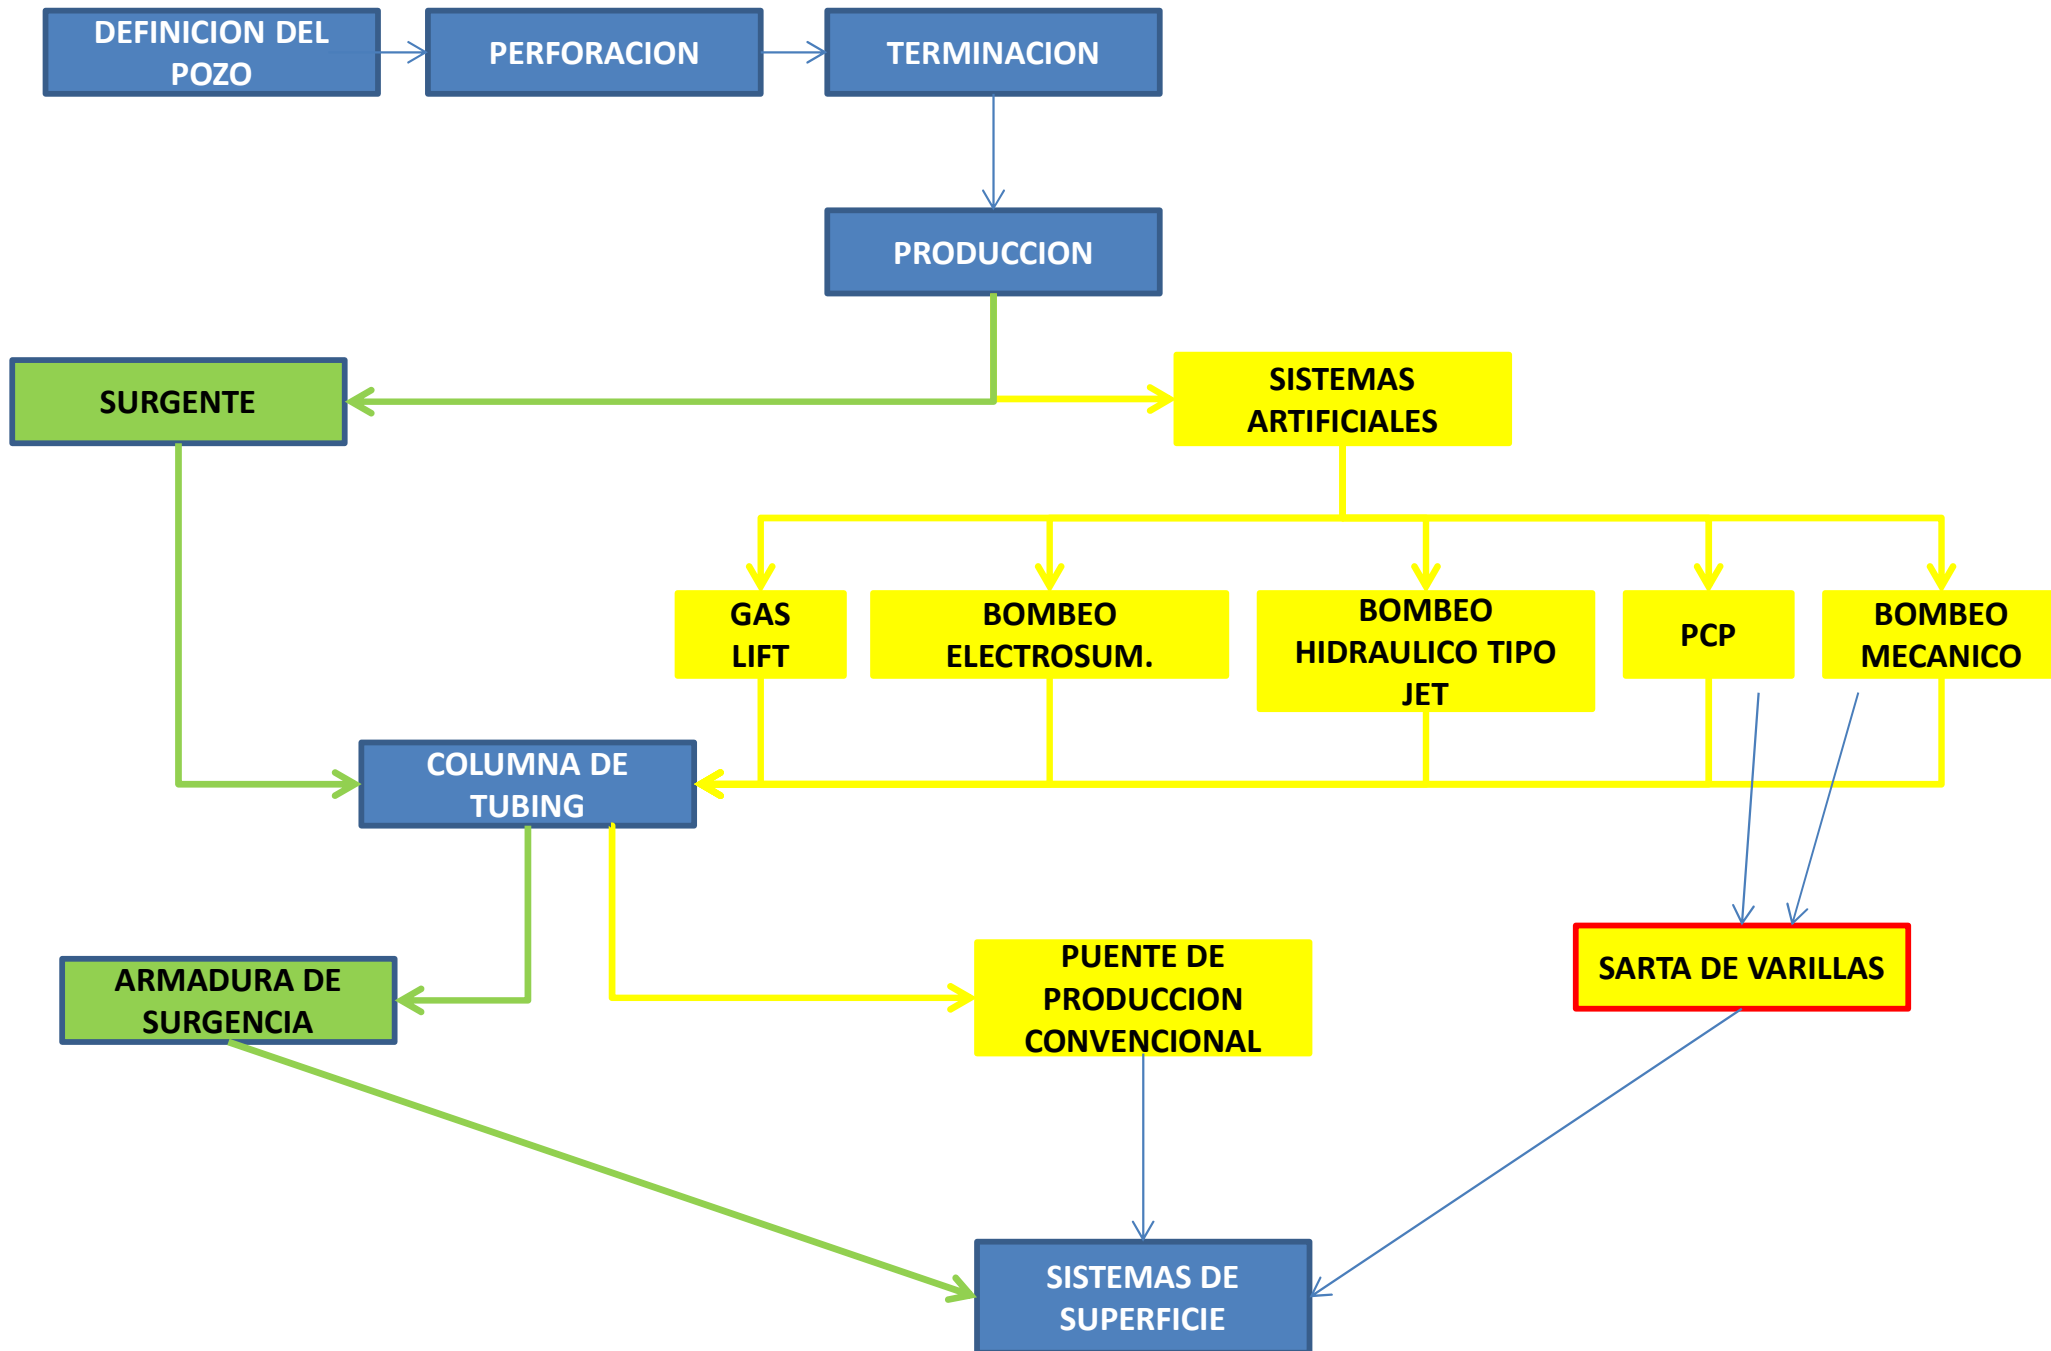 DEFINICION DEL
POZO
PERFORACION
TERMINACION
PRODUCCION
SURGENTE
SISTEMAS
ARTIFICIALES
GAS
LIFT
BOMBEO
ELECTROSUM.
BOMBEO
HIDRAULICO TIPO
JET
PCP
BOMBEO
MECANICO
COLUMNA DE
TUBING
ARMADURA DE
SURGENCIA
PUENTE DE
PRODUCCION
CONVENCIONAL
SARTA DE VARILLAS
SISTEMAS DE
SUPERFICIE